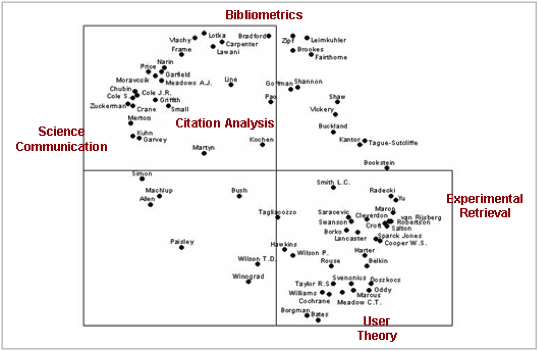 Bibliometrics
Lotka
Bradford
Zipf
Leimkuhler
Vlachy
Carpenter
Frame
Lawani
Brookes
Fairthorne
Narin
Price
Garfield
Moravcsik
Meadows A.J.
Line
Gorfman
Shannon
Chubin
Cole J.R.
Cole S.
Griffith
Pao
Shaw
Zuckerman
Crane
Small
Vickery
Merton
Citation Analysis
Science
Communication
Kuhn
Garvey
Buckland
Kochen
Kantor
Tague-Sutcliffe
Martyn
Bookstein
Simon
Smith L.C.
Machlup
Allen
Bush
Radecki
Yu
Experimental
Retrieval
Maron
Tagliacozzo
Saracevic
Cleverdon
van Rijsberg
Swanson
Croft
Robertson
Borko
Salton
Lancaster
Sparck Jones
Cooper W.S.
Paisley
Hawkins
Wilson P.
Harter
Wilson T.D.
Rouse
Belkin
Winograd
Svenonius
Doszkocs
Taylor R.S
Williams
Marcus
Oddy
Cochrane
Meadow C.T.
Borgman
Bates
User
Theory